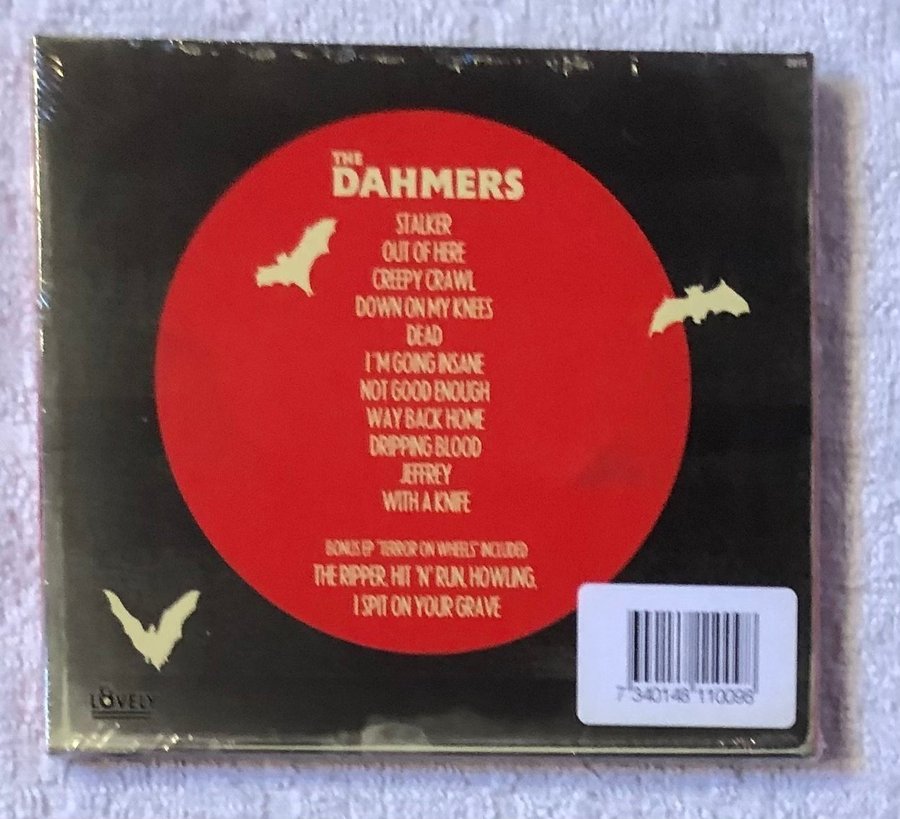 THE
DAHMERS
STALKER
OUT OF HERE
CREEPY CRAWL
DOWN ON MY KNEES
DEAD
I´M GOING INSANE
NOT GOOD ENOUGH
WAY BACK HOME
DRIPPING BLOOD
JEFFREY
WITH A KNIFE
BONUS EP "TERROR ON WHEELS" INCLUDED
THE RIPPER, HIT 'N' RUN, HOWLING,
I SPIT ON YOUR GRAVE
LÖVELY
7 340148 110096